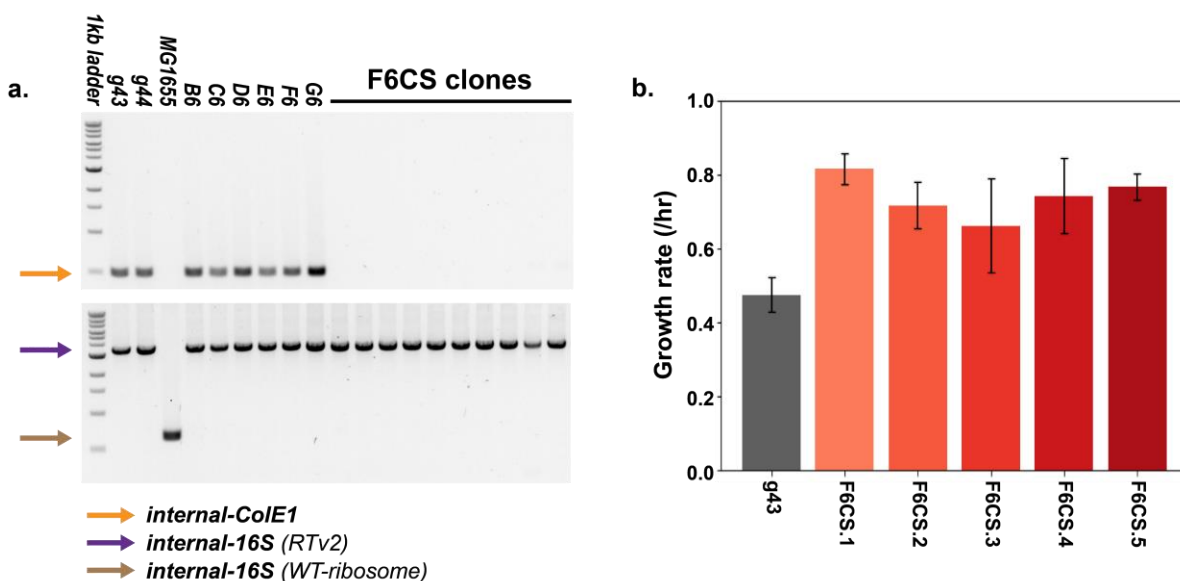 a.
1kb ladder
g43
g44
MG1655
B6
C6
D6
E6
F6
G6
F6CS clones
internal-ColE1
internal-16S (RTv2)
internal-16S (WT-ribosome)
b.
Growth rate (/hr)
1.0
0.8
0.6
0.4
0.2
0.0
g43
F6CS.1
F6CS.2
F6CS.3
F6CS.4
F6CS.5